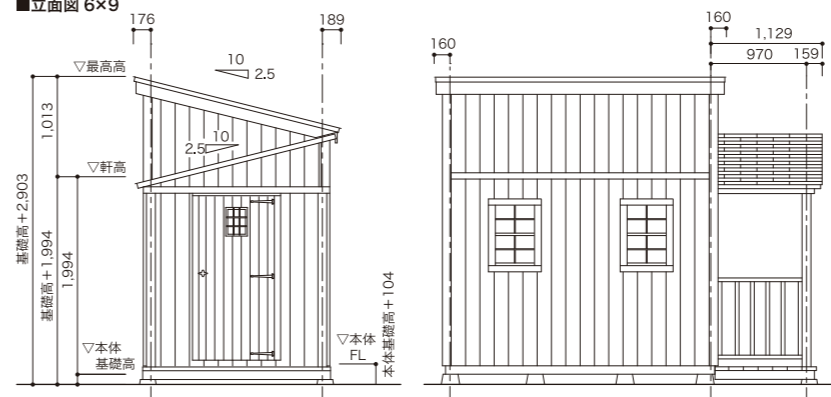 ■立面図 6×9
176
189
160
160
1,129
970
159
10
2.5
▽最高高
1,013
10
2.5
▽軒高
基礎高+2,903
基礎高+1,994
1,994
▽本体
基礎高
▽本体
FL
本体基礎高+104